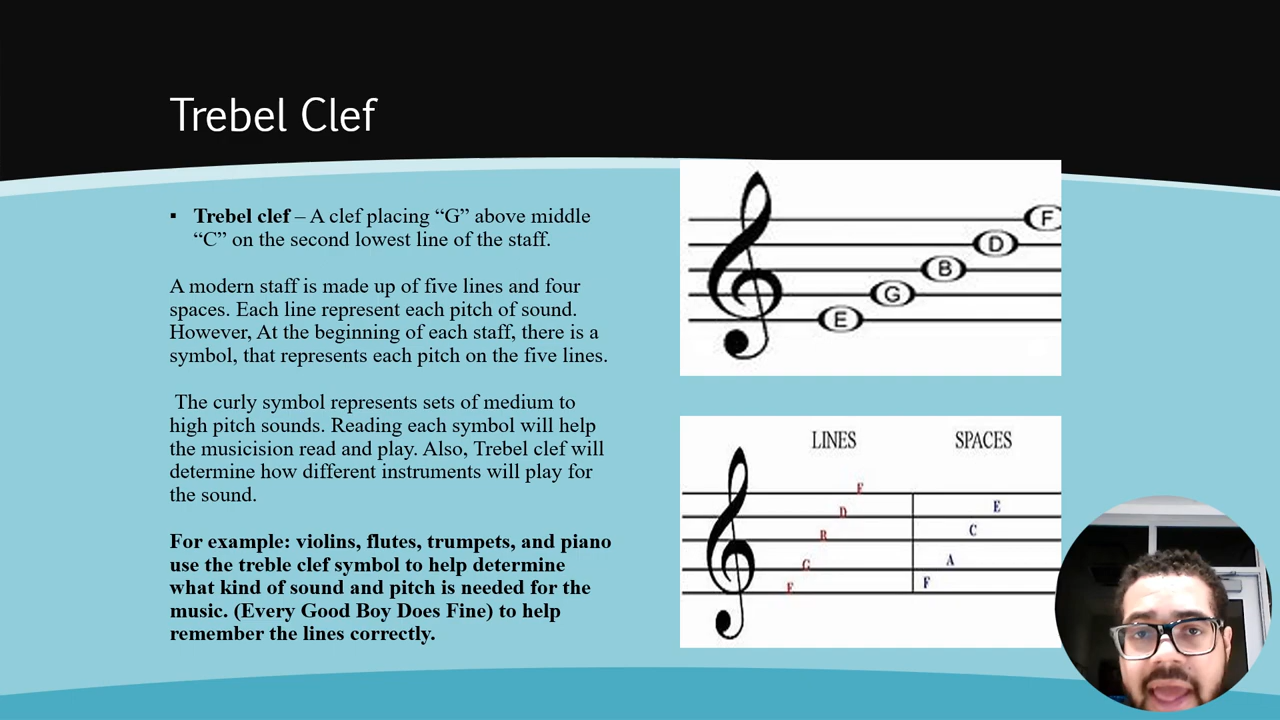 Trebel Clef
▪ Trebel clef – A clef placing “G” above middle
“C” on the second lowest line of the staff.
A modern staff is made up of five lines and four
spaces. Each line represent each pitch of sound.
However, At the beginning of each staff, there is a
symbol, that represents each pitch on the five lines.
The curly symbol represents sets of medium to
high pitch sounds. Reading each symbol will help
the musicision read and play. Also, Trebel clef will
determine how different instruments will play for
the sound.
For example: violins, flutes, trumpets, and piano
use the treble clef symbol to help determine
what kind of sound and pitch is needed for the
music. (Every Good Boy Does Fine) to help
remember the lines correctly.
E G B D F
LINES SPACES
E G B D F
F A C E